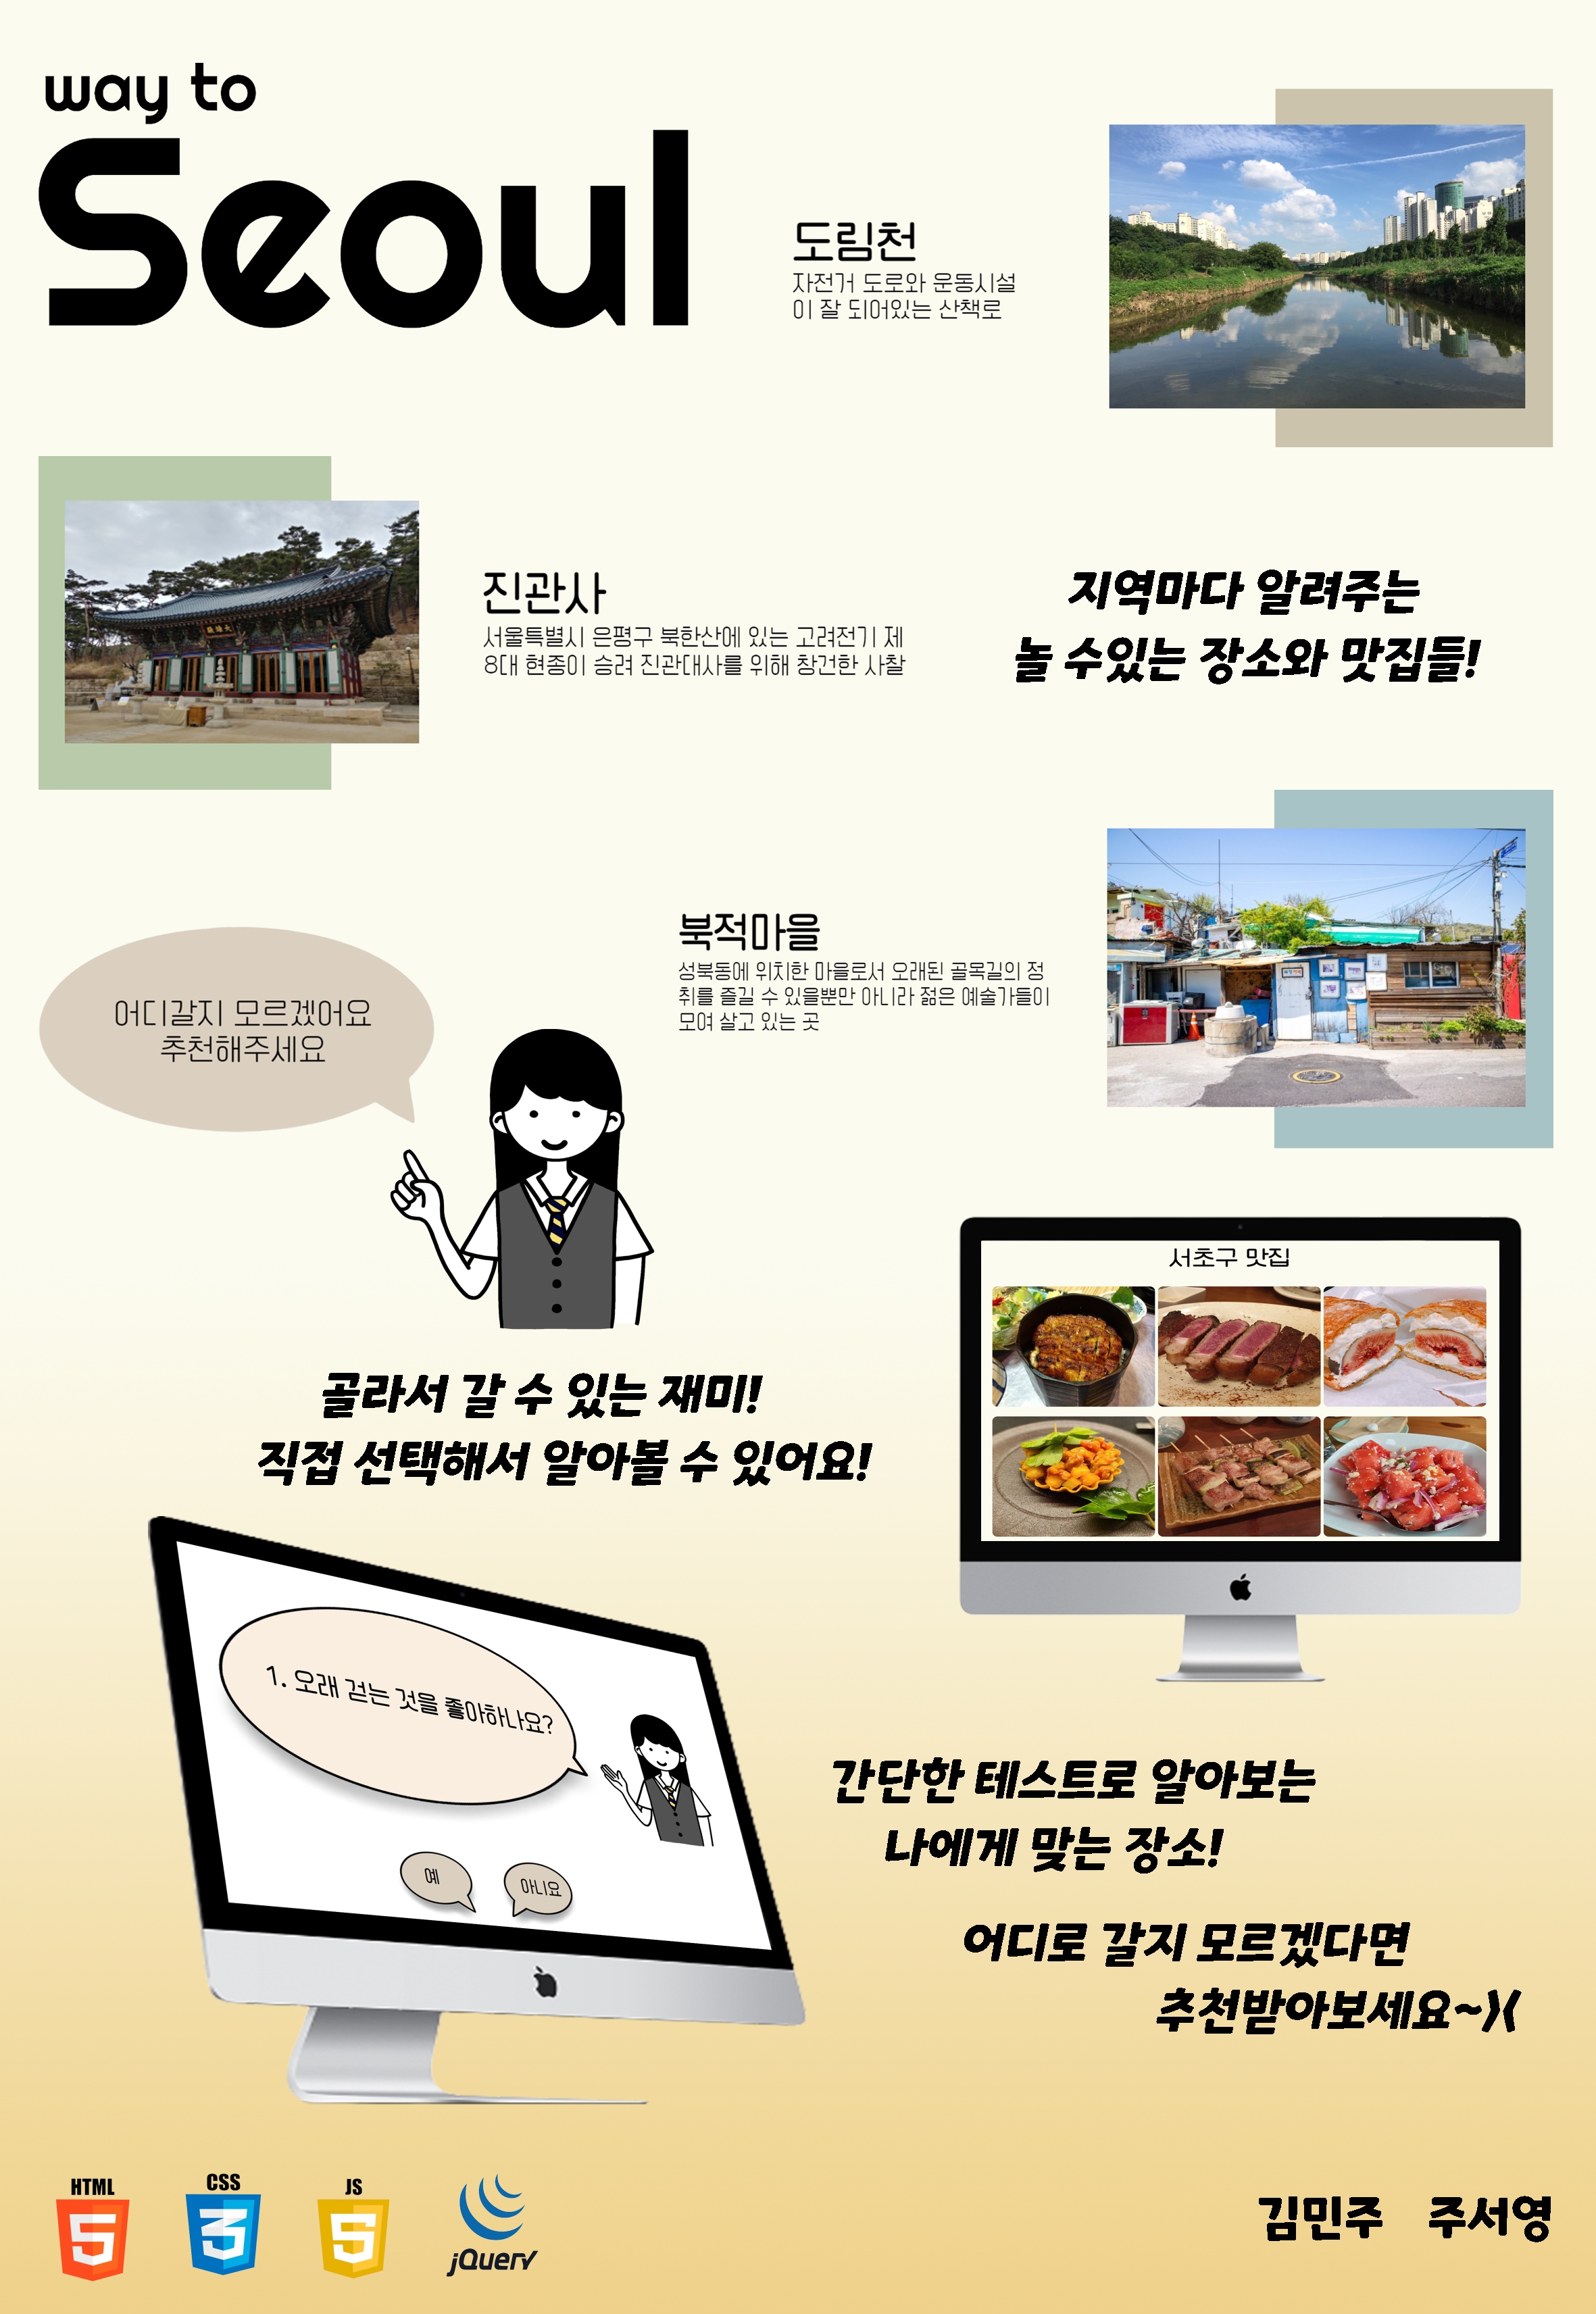 way to
Seoul
도림천
자전거 도로와 운동시설
이 잘 되어있는 산책로
진관사
서울특별시 은평구 북한산에 있는 고려전기 제
8대 현종이 승려 진관대사를 위해 창건한 사찰
지역마다 알려주는
놀 수있는 장소와 맛집들!
북적마을
성북동에 위치한 마을로서 오래된 골목길의 정
취를 즐길 수 있을뿐만 아니라 젊은 예술가들이
모여 살고 있는 곳
어디갈지 모르겠어요
추천해주세요
서초구 맛집
골라서 갈 수 있는 재미!
직접 선택해서 알아볼 수 있어요!
1. 오래 걷는 것을 좋아하나요?
예
아니요
간단한 테스트로 알아보는
나에게 맞는 장소!
어디로 갈지 모르겠다면
추천받아보세요~><
HTML
5
CSS
3
JS
5
jQuery
김민주 주서영